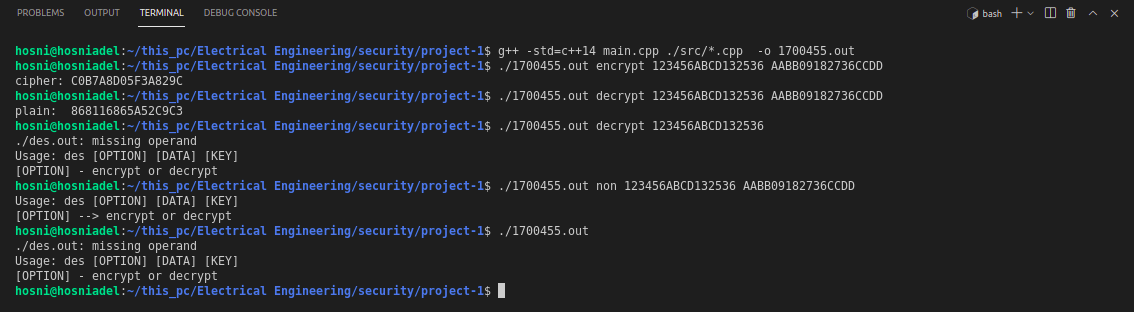 PROBLEMS OUTPUT TERMINAL DEBUG CONSOLE bash
hosni@hosniadel:~/this_pc/Electrical Engineering/security/project-1$ g++ -std=c++14 main.cpp ./src/*.cpp  -o 1700455.out
hosni@hosniadel:~/this_pc/Electrical Engineering/security/project-1$ ./1700455.out encrypt 123456ABCD132536 AABB09182736CCDD
cipher: C0B7A8D05F3A829C
hosni@hosniadel:~/this_pc/Electrical Engineering/security/project-1$ ./1700455.out decrypt 123456ABCD132536 AABB09182736CCDD
plain:  868116865A52C9C3
hosni@hosniadel:~/this_pc/Electrical Engineering/security/project-1$ ./1700455.out decrypt 123456ABCD132536
./des.out: missing operand
Usage: des [OPTION] [DATA] [KEY]
[OPTION] - encrypt or decrypt
hosni@hosniadel:~/this_pc/Electrical Engineering/security/project-1$ ./1700455.out non 123456ABCD132536 AABB09182736CCDD
Usage: des [OPTION] [DATA] [KEY]
[OPTION] --> encrypt or decrypt
hosni@hosniadel:~/this_pc/Electrical Engineering/security/project-1$ ./1700455.out
./des.out: missing operand
Usage: des [OPTION] [DATA] [KEY]
[OPTION] - encrypt or decrypt
hosni@hosniadel:~/this_pc/Electrical Engineering/security/project-1$